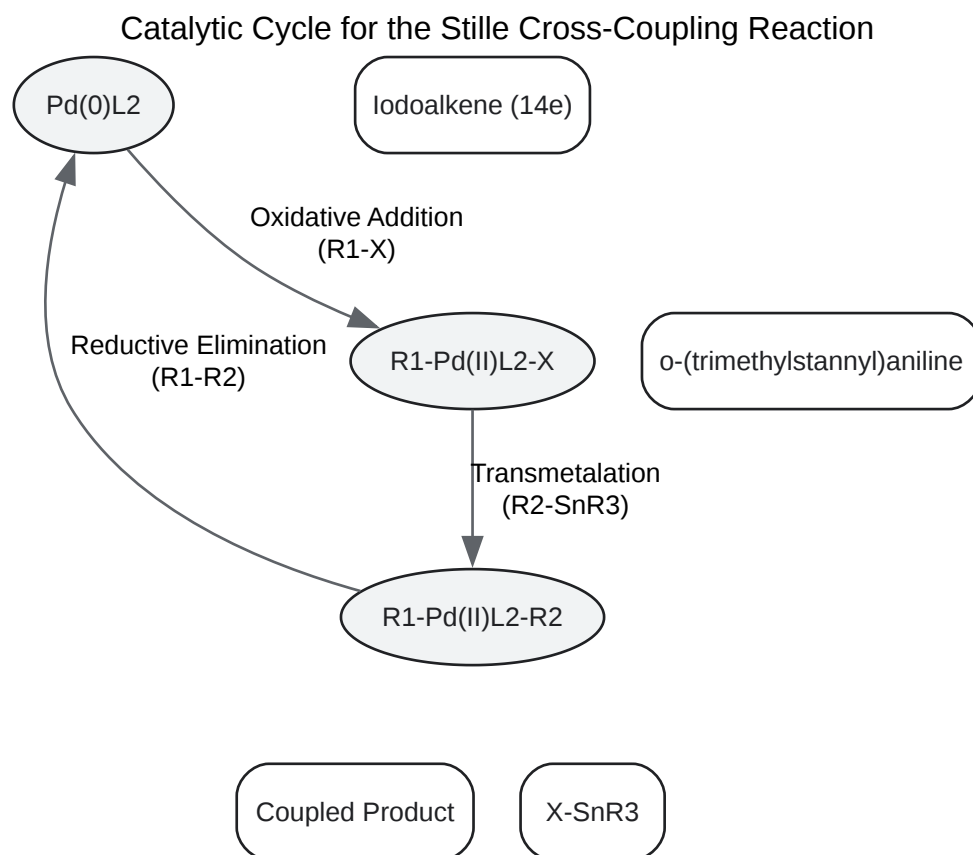 Catalytic Cycle for the Stille Cross-Coupling Reaction
Pd(0)L2
Iodoalkene (14e)
Oxidative Addition
(R1-X)
Reductive Elimination
(R1-R2)
R1-Pd(II)L2-X
o-(trimethylstannyl)aniline
Transmetalation
(R2-SnR3)
R1-Pd(II)L2-R2
Coupled Product
X-SnR3